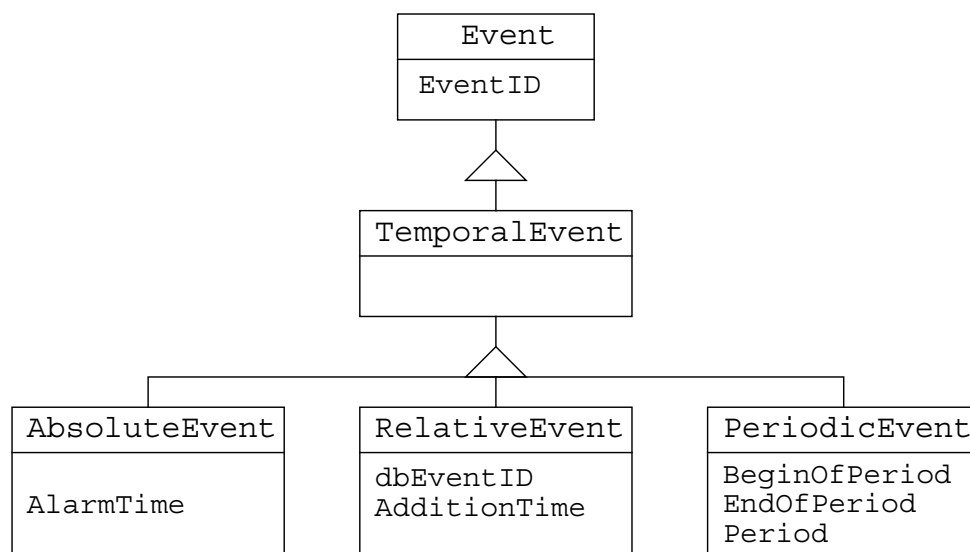 Event
EventID
TemporalEvent
AbsoluteEvent
AlarmTime
RelativeEvent
dbEventID
AdditionTime
PeriodicEvent
BeginOfPeriod
EndOfPeriod
Period